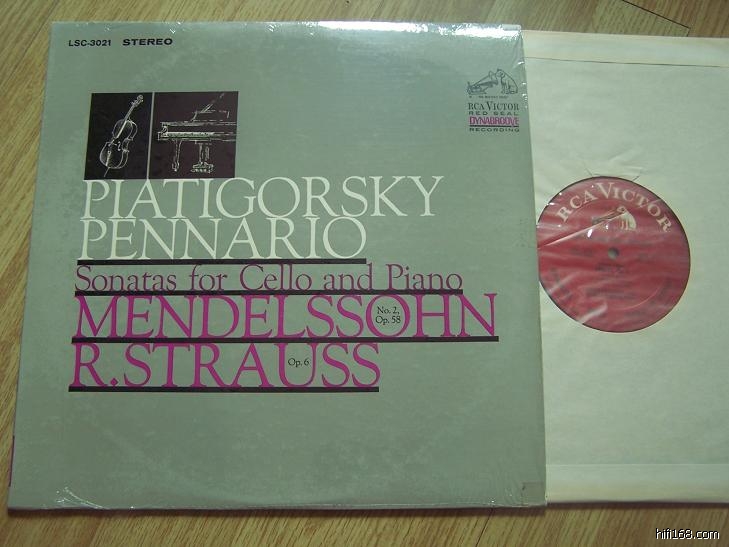 LSC-3021 STEREO
RCA VICTOR
RED SEAL
DYNAGROOVE
RECORDING
PIATIGORSKY
PENNARIO
Sonatas for Cello and Piano
MENDELSSOHN No. 2, Op. 58
R. STRAUSS Op. 6
RCA VICTOR
hifi168.com